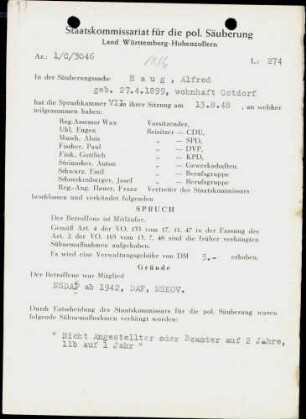 Staatskommissariat für die pol. Säuberung
Land Württemberg-Hohenzollern
Az.: 1/C/3046
L.: 274
In der Säuberungssache H a u g , Alfred
geb. 27.4.1899, wohnhaft Ostdorf
hat die Spruchkammer VII in ihrer Sitzung am 13.8.48 , an welcher
teilgenommen haben:
Reg.Assessor Wax Vorsitzender,
Uhl, Eugen Beisitzer — CDU,
Munch, Alois „ — SPD,
Fischer, Paul „ — DVP,
Fink, Gottlieb „ — KPD,
Steinacher, Anton „ — Gewerkschaften,
Schwarz, Emil „ — Berufsgruppe
Schreckenberger, Josef „ — Berufsgruppe
Reg.-Ang. Hauer, Franz Vertreter des Staatskommissars
beschlossen und verkündet folgenden
SPRUCH
Der Betroffene ist Mitläufer.
Gemäß Art. 4 der VO. 133 vom 17. 11. 47 in der Fassung des
Art. 2 der VO. 165 vom 13. 7. 48 sind die früher verhängten
Sühnemaßnahmen aufgehoben.
Es wird eine Verwaltungsgebühr von DM 5.- erhoben.
Gründe
Der Betroffene war Mitglied
NSDAP ab 1942, DAF, NSKOV.
Durch Entscheidung des Staatskommissars für die pol. Säuberung waren
folgende Sühnemaßnahmen verhängt worden:
" Nicht Angestellter oder Beamter auf 2 Jahre,
11b auf 1 Jahr "